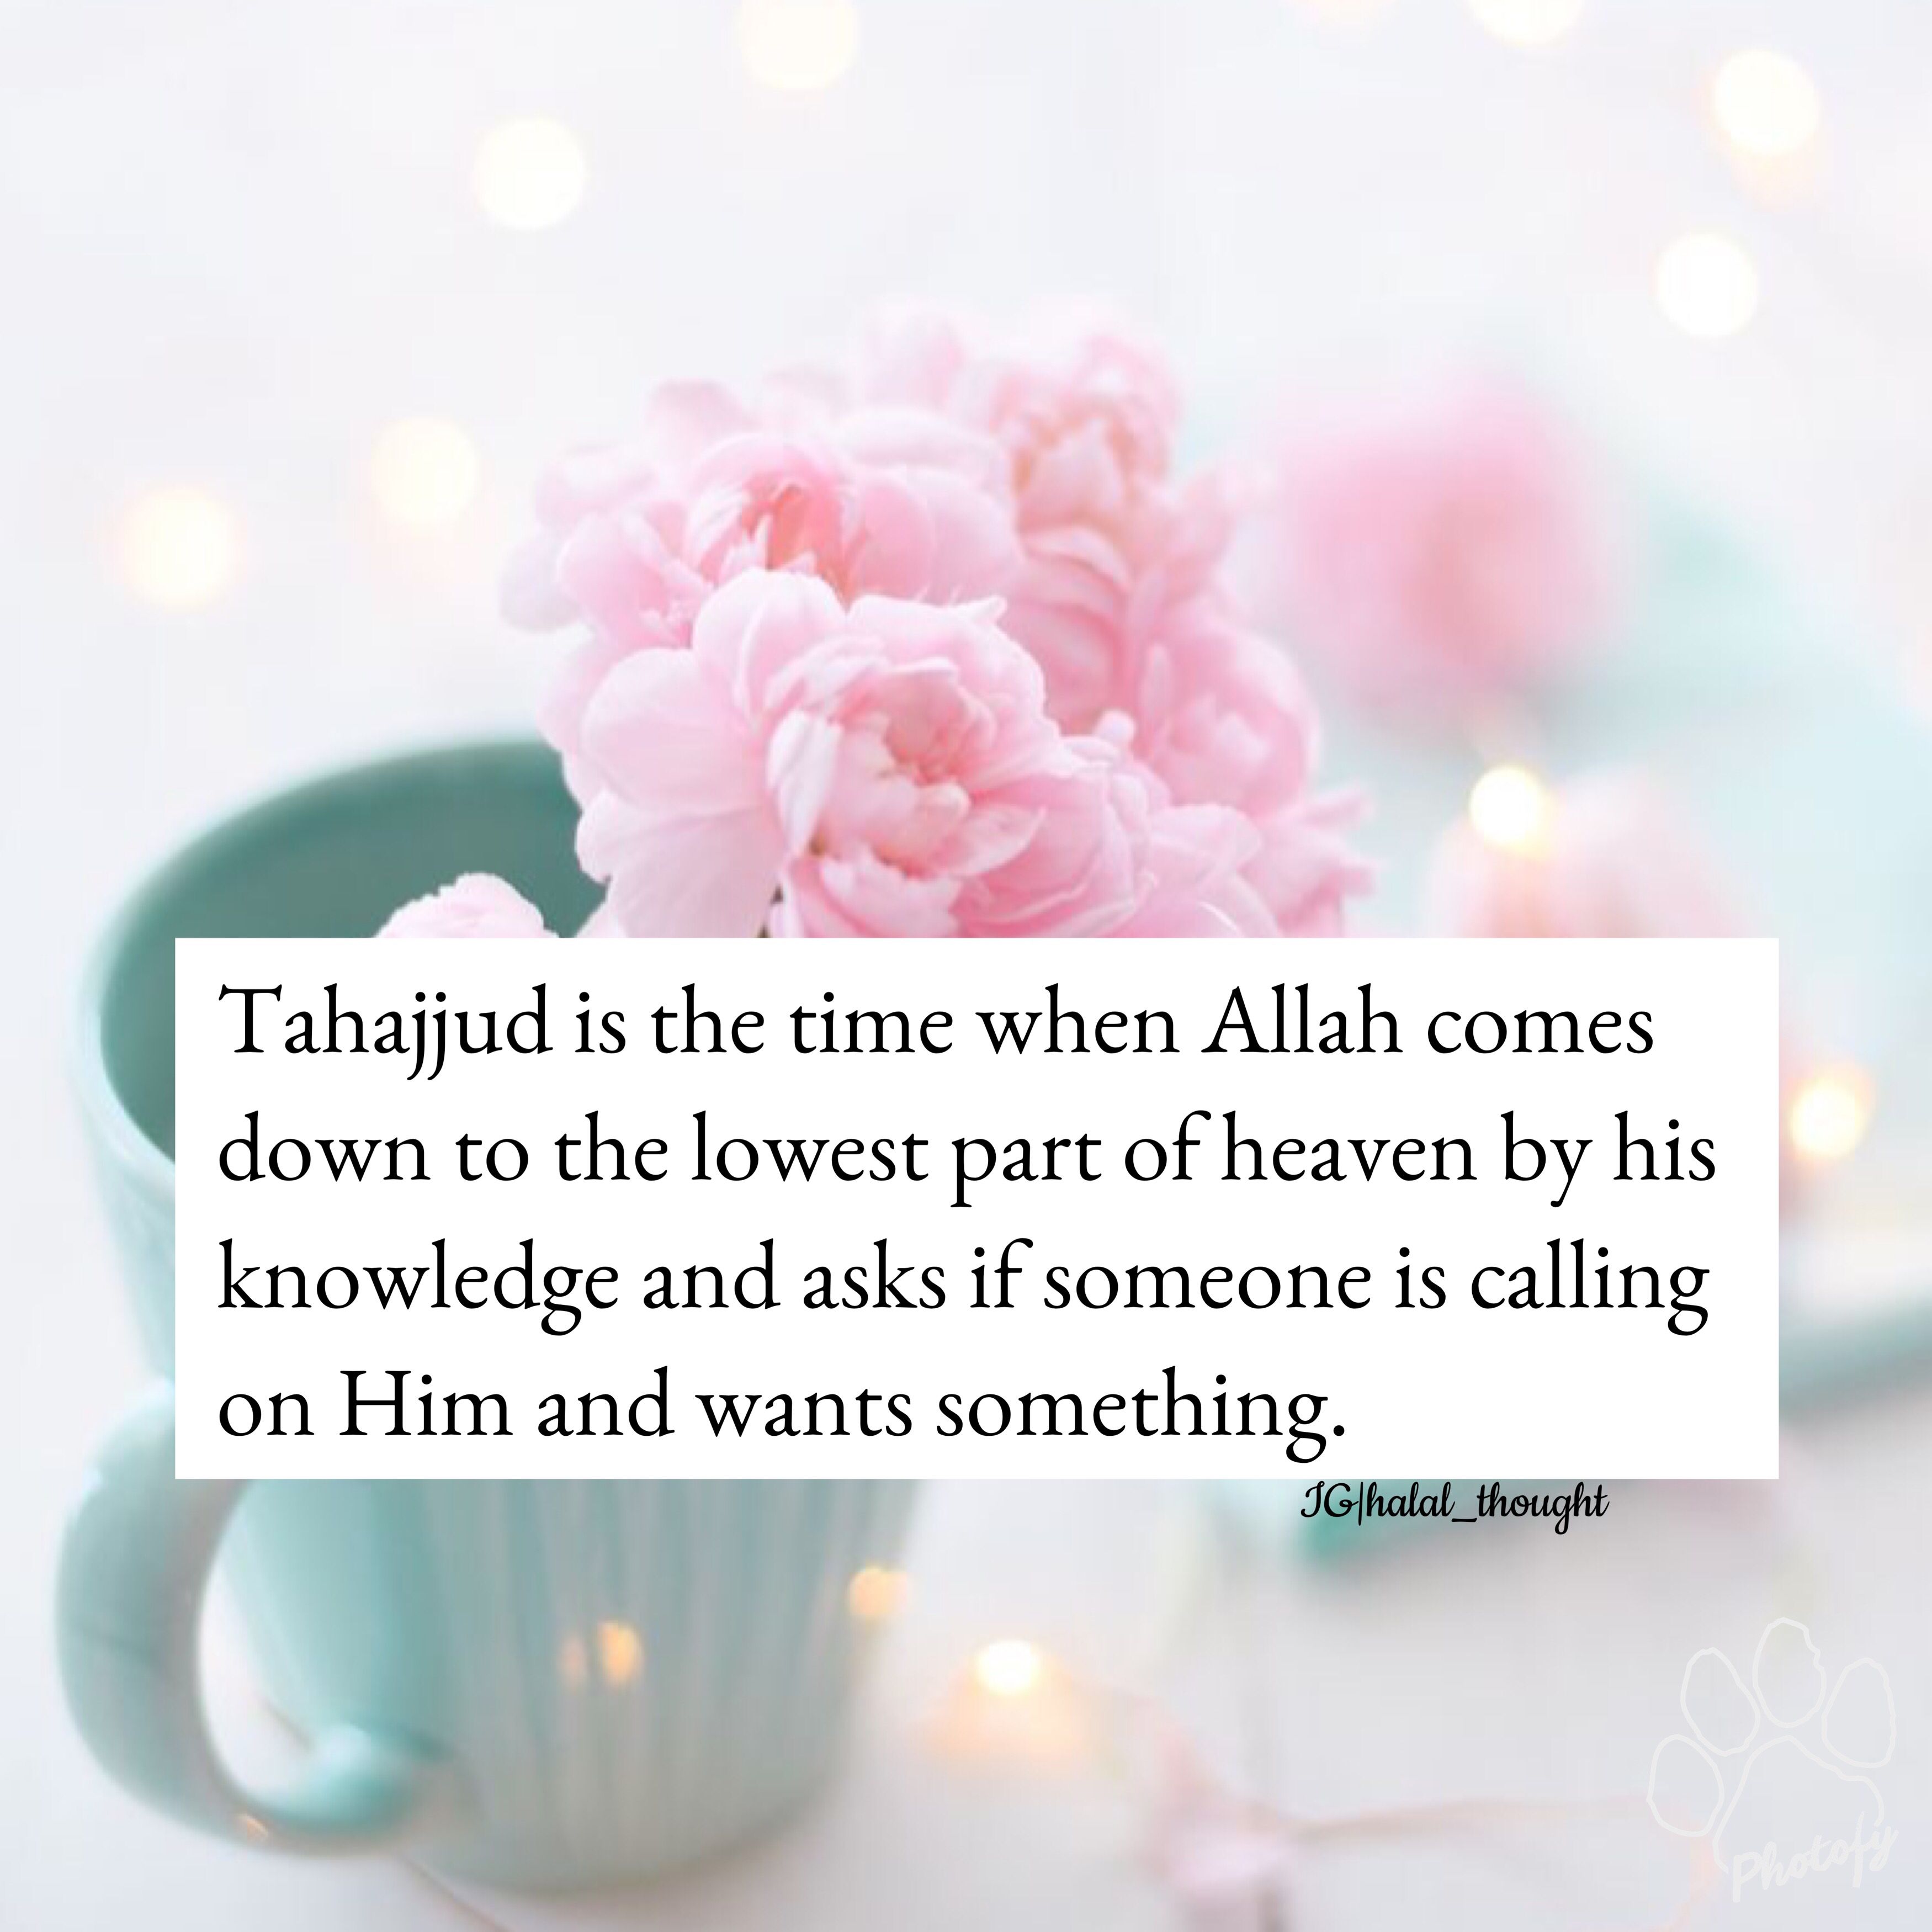 Tahajjud is the time when Allah comes
down to the lowest part of heaven by his
knowledge and asks if someone is calling
on Him and wants something.
IG|halal_thought
Photofy